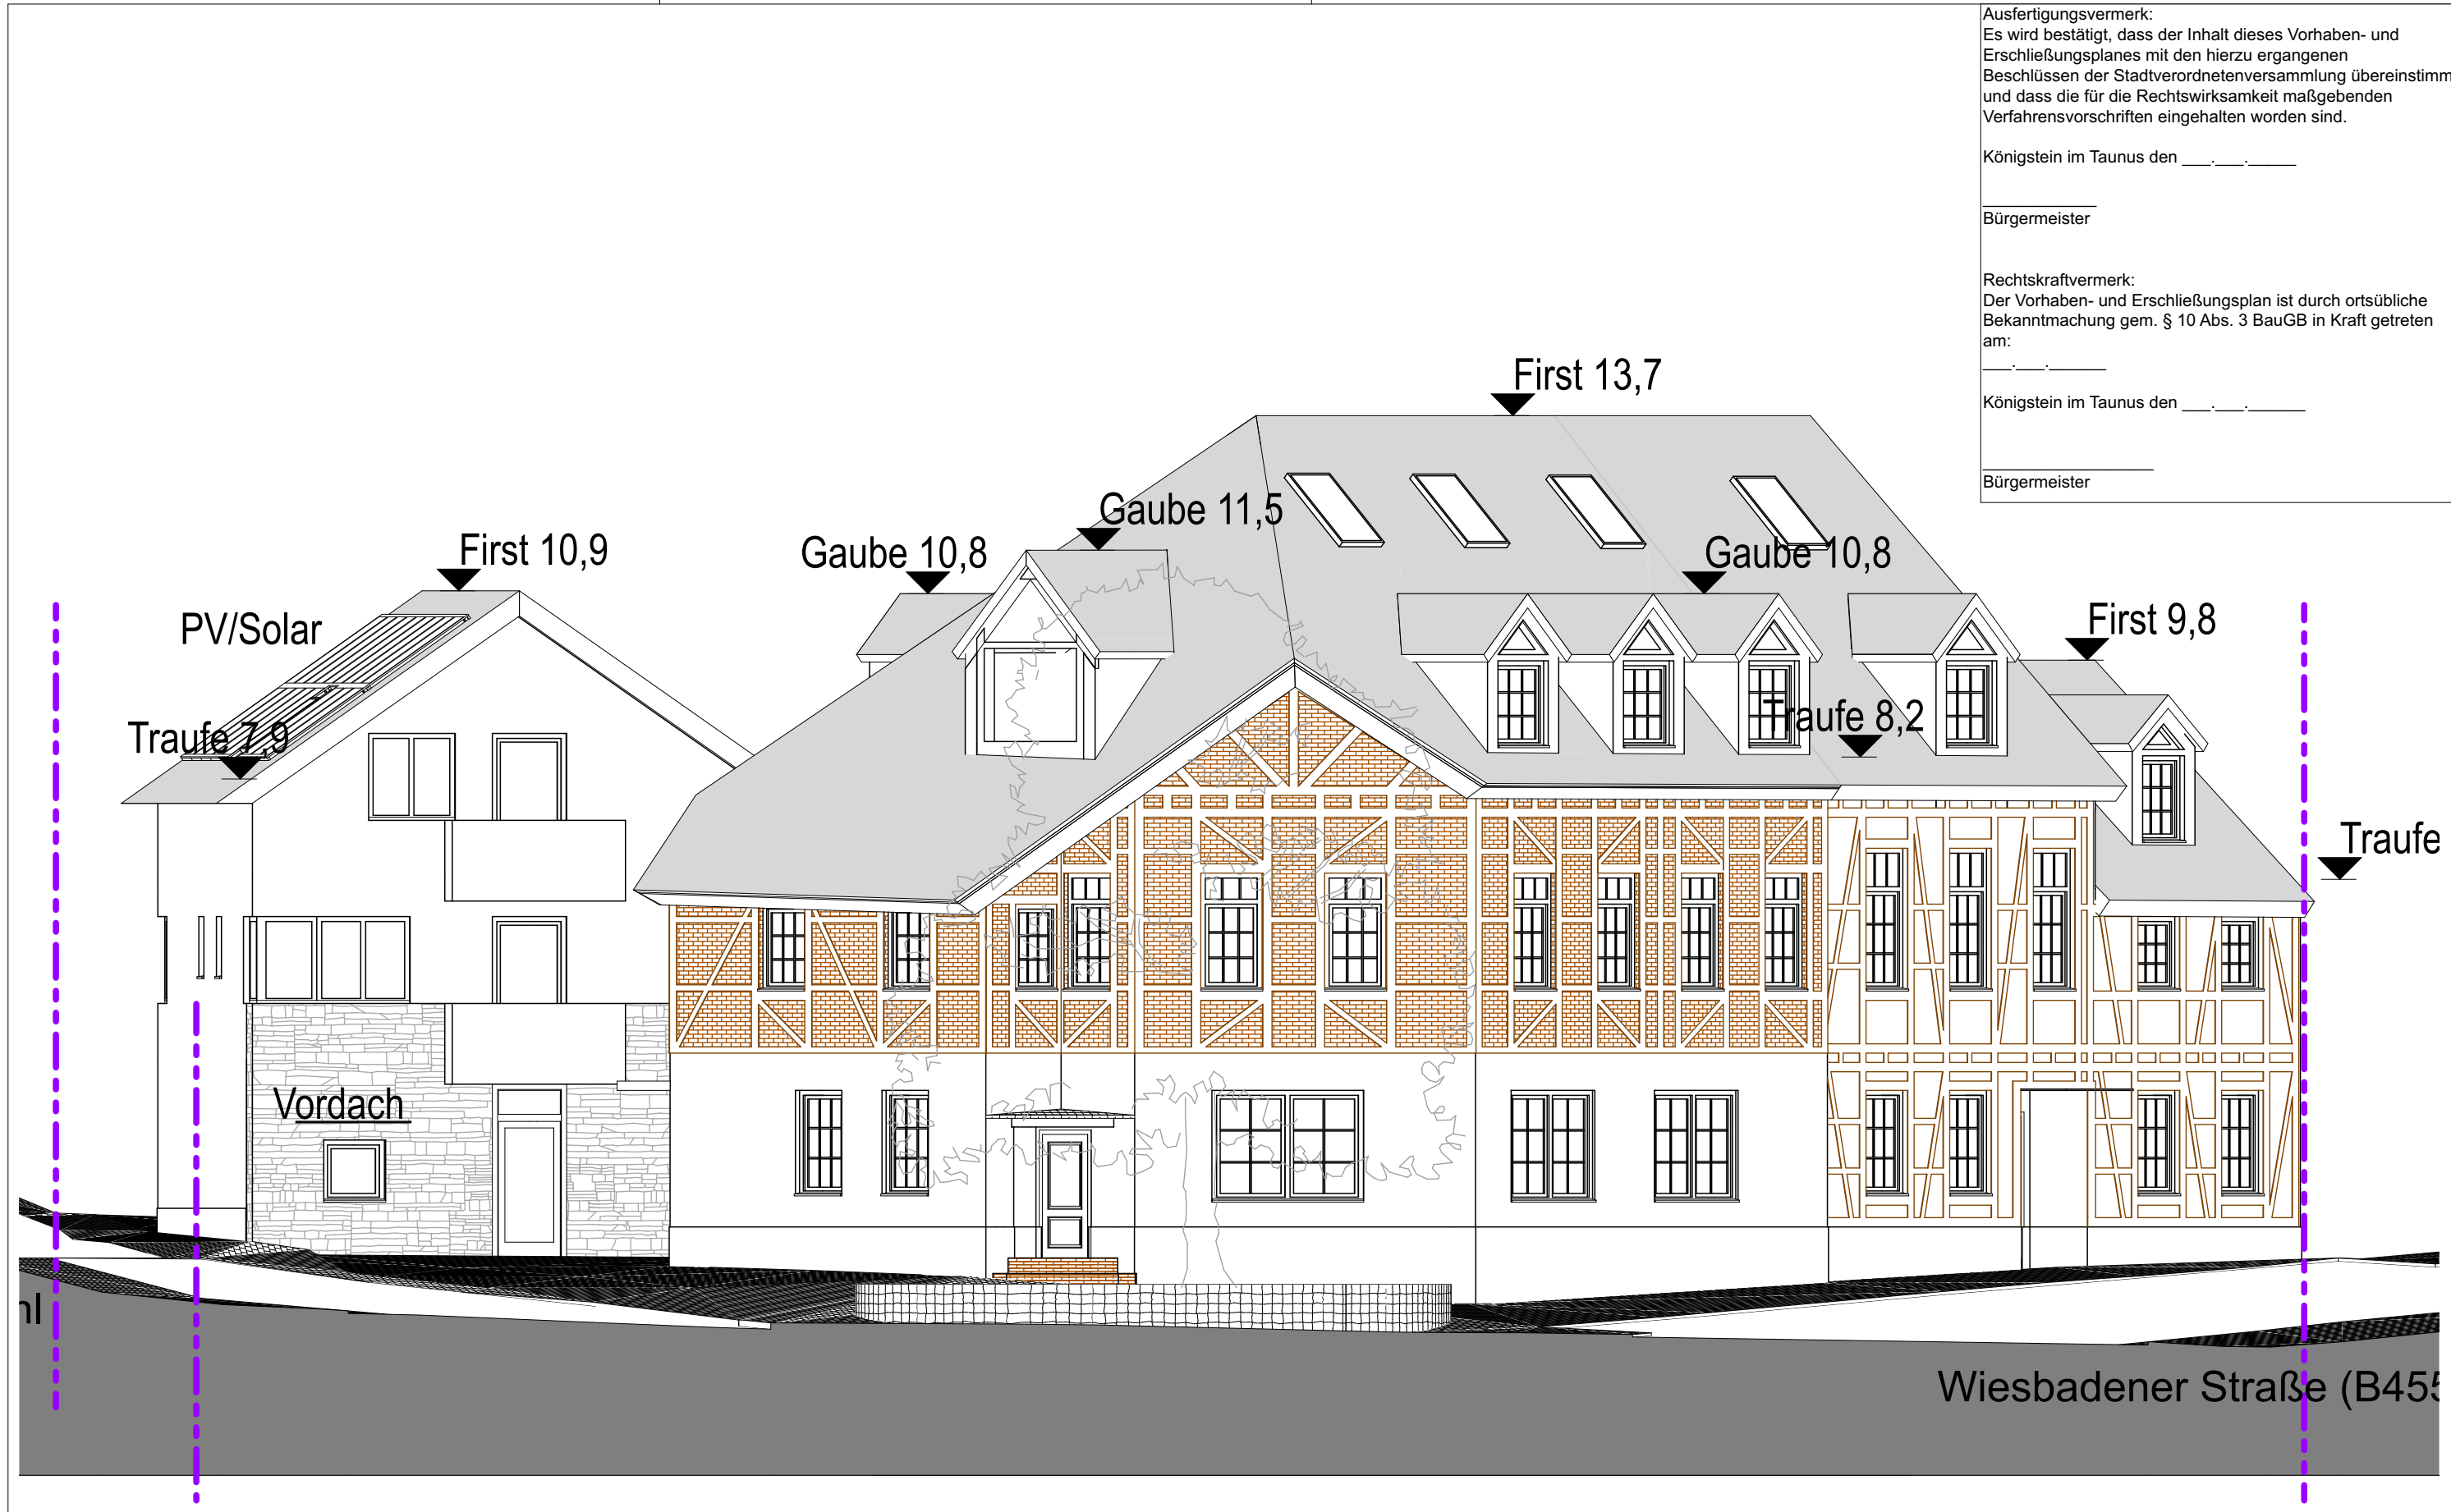 Ausfertigungsvermerk:
Es wird bestätigt, dass der Inhalt dieses Vorhaben- und
Erschließungsplanes mit den hierzu ergangenen
Beschlüssen der Stadtverordnetenversammlung übereinstimm
und dass die für die Rechtswirksamkeit maßgebenden
Verfahrensvorschriften eingehalten worden sind.
Königstein im Taunus den ___.___._____
____________
Bürgermeister
Rechtskraftvermerk:
Der Vorhaben- und Erschließungsplan ist durch ortsübliche
Bekanntmachung gem. § 10 Abs. 3 BauGB in Kraft getreten
am:
___.___.______
Königstein im Taunus den ___.___.______
__________________
Bürgermeister
First 13,7
Gaube 11,5
First 10,9
Gaube 10,8
Gaube 10,8
PV/Solar
First 9,8
Traufe 7,9
Traufe 8,2
Traufe
Vordach
Wiesbadener Straße (B455